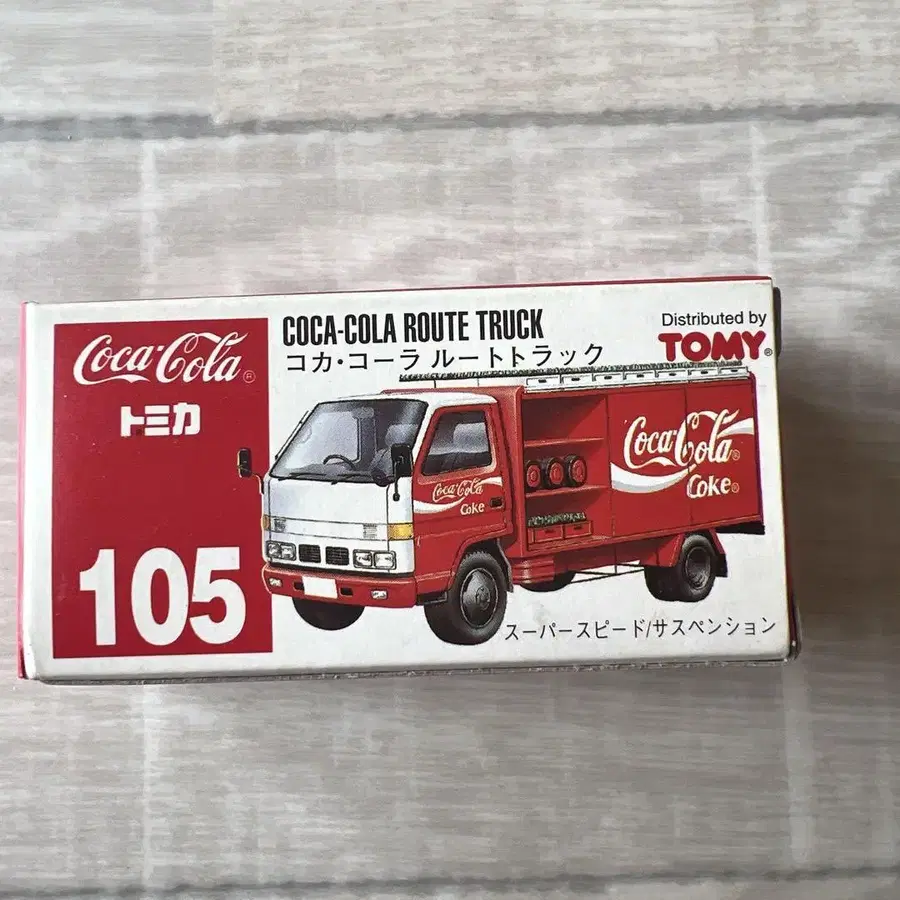 Coca-Cola®
トミカ
105
COCA-COLA ROUTE TRUCK
コカ・コーラ ルートトラック
Distributed by
TOMY®
Coca-Cola
Coke
Coca-Cola®
Coke®
スーパースピード/サスペンション